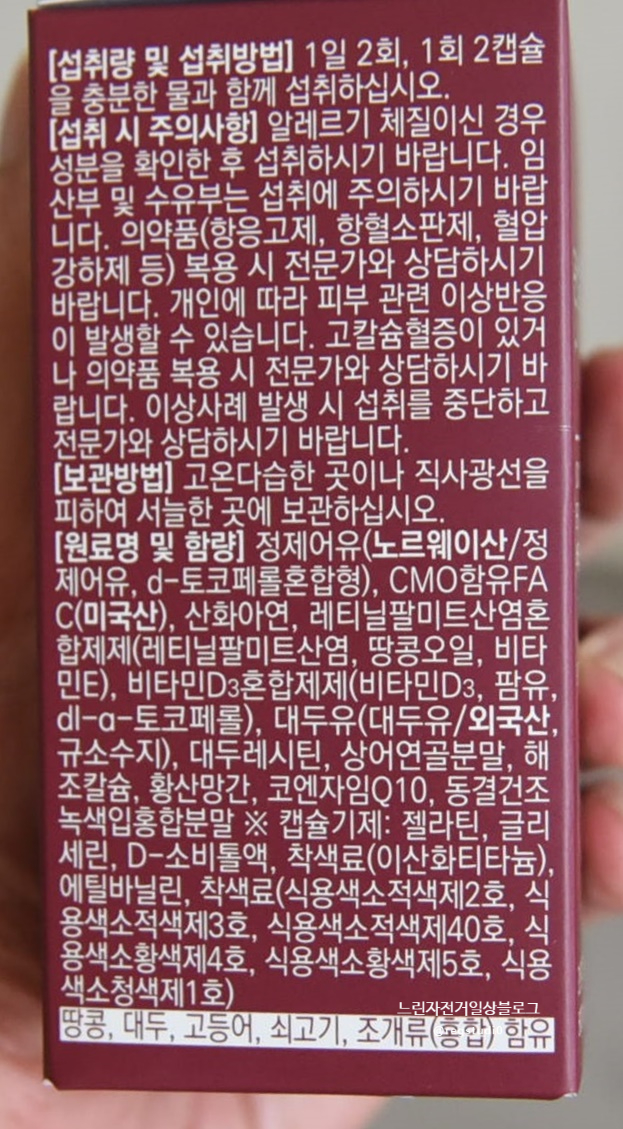 [섭취량 및 섭취방법] 1일 2회, 1회 2캡슐
을 충분한 물과 함께 섭취하십시오.
[섭취 시 주의사항] 알레르기 체질이신 경우
성분을 확인한 후 섭취하시기 바랍니다. 임
산부 및 수유부는 섭취에 주의하시기 바랍
니다. 의약품(항응고제, 항혈소판제, 혈압
강하제 등) 복용 시 전문가와 상담하시기
바랍니다. 개인에 따라 피부 관련 이상반응
이 발생할 수 있습니다. 고칼슘혈증이 있거
나 의약품 복용 시 전문가와 상담하시기 바
랍니다. 이상사례 발생 시 섭취를 중단하고
전문가와 상담하시기 바랍니다.
[보관방법] 고온다습한 곳이나 직사광선을
피하여 서늘한 곳에 보관하십시오.
[원료명 및 함량] 정제어유(노르웨이산/정
제어유, d-토코페롤혼합형), CMO함유FA
C(미국산), 산화아연, 레티닐팔미트산염혼
합제제(레티닐팔미트산염, 땅콩오일, 비타
민E), 비타민D3혼합제제(비타민D3, 팜유,
dl-α-토코페롤), 대두유(대두유/외국산,
규소수지), 대두레시틴, 상어연골분말, 해
조칼슘, 황산망간, 코엔자임Q10, 동결건조
녹색입홍합분말 ※ 캡슐기제: 젤라틴, 글리
세린, D-소비톨액, 착색료(이산화티타늄),
에틸바닐린, 착색료(식용색소적색제2호, 식
용색소적색제3호, 식용색소적색제40호, 식
용색소황색제4호, 식용색소황색제5호, 식용
색소청색제1호)
느린자전거일상블로그
땅콩, 대두, 고등어, 쇠고기, 조개류(홍합) 함유